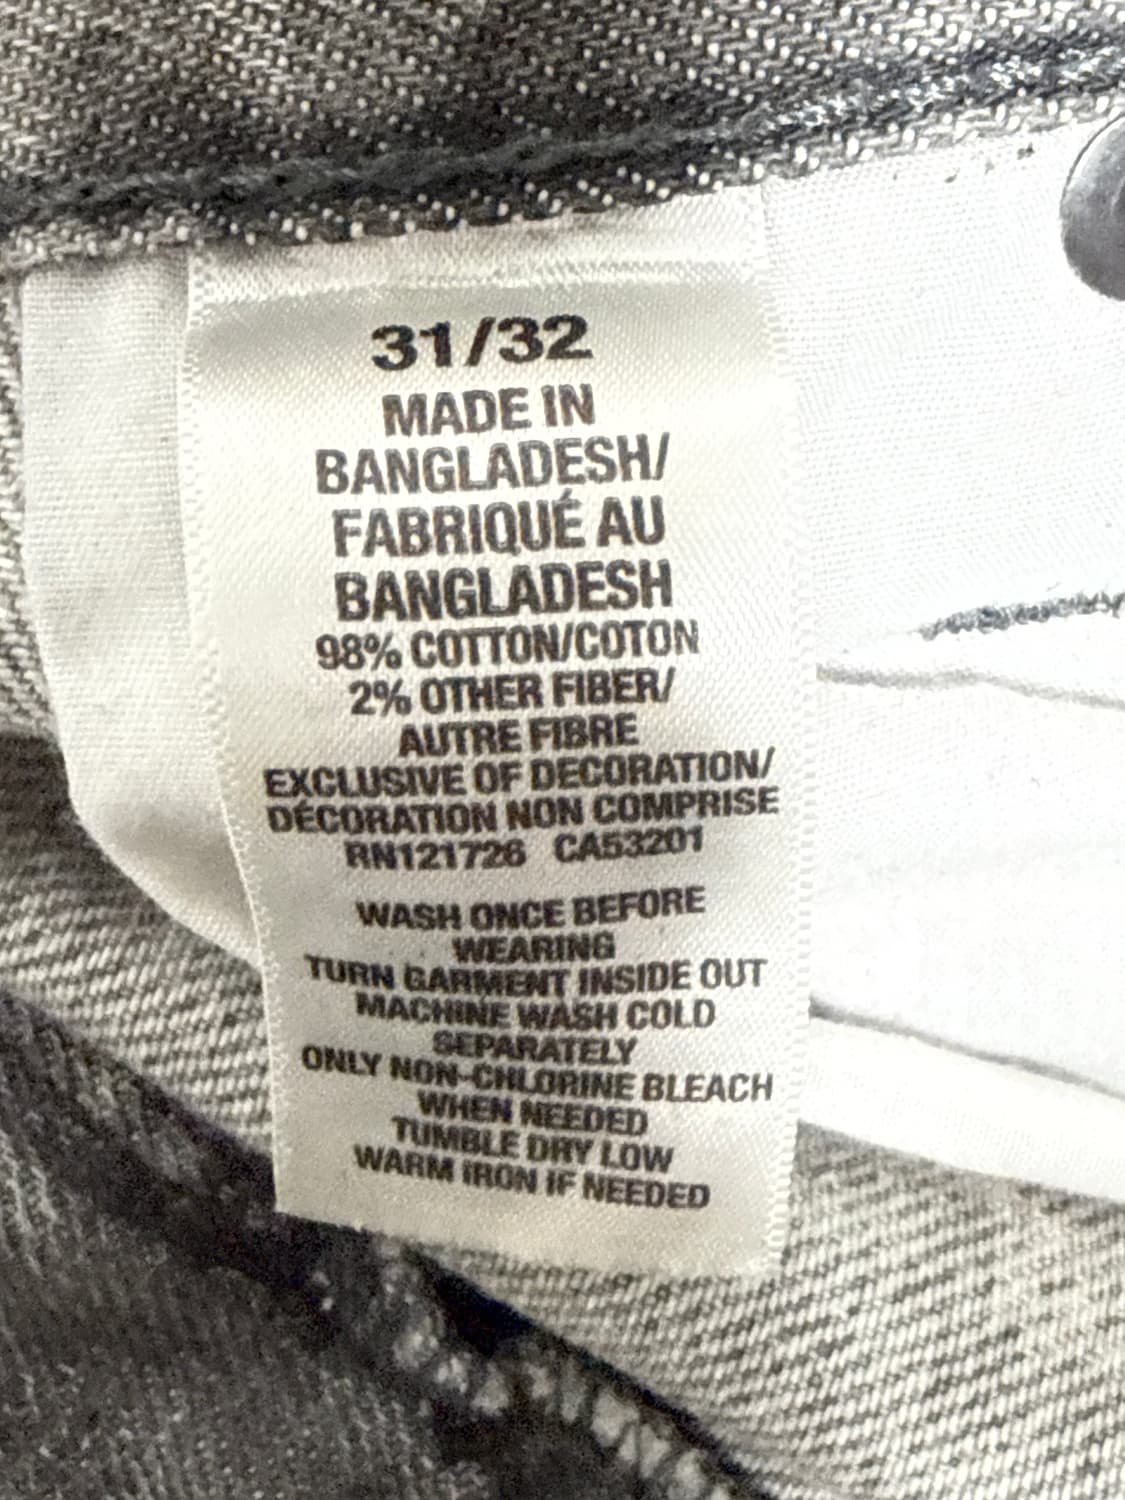 31/32
MADE IN
BANGLADESH/
FABRIQUÉ AU
BANGLADESH
98% COTTON/COTON
2% OTHER FIBER/
AUTRE FIBRE
EXCLUSIVE OF DECORATION/
DÉCORATION NON COMPRISE
RN121726 CA53201
WASH ONCE BEFORE
WEARING
TURN GARMENT INSIDE OUT
MACHINE WASH COLD
SEPARATELY
ONLY NON-CHLORINE BLEACH
WHEN NEEDED
TUMBLE DRY LOW
WARM IRON IF NEEDED